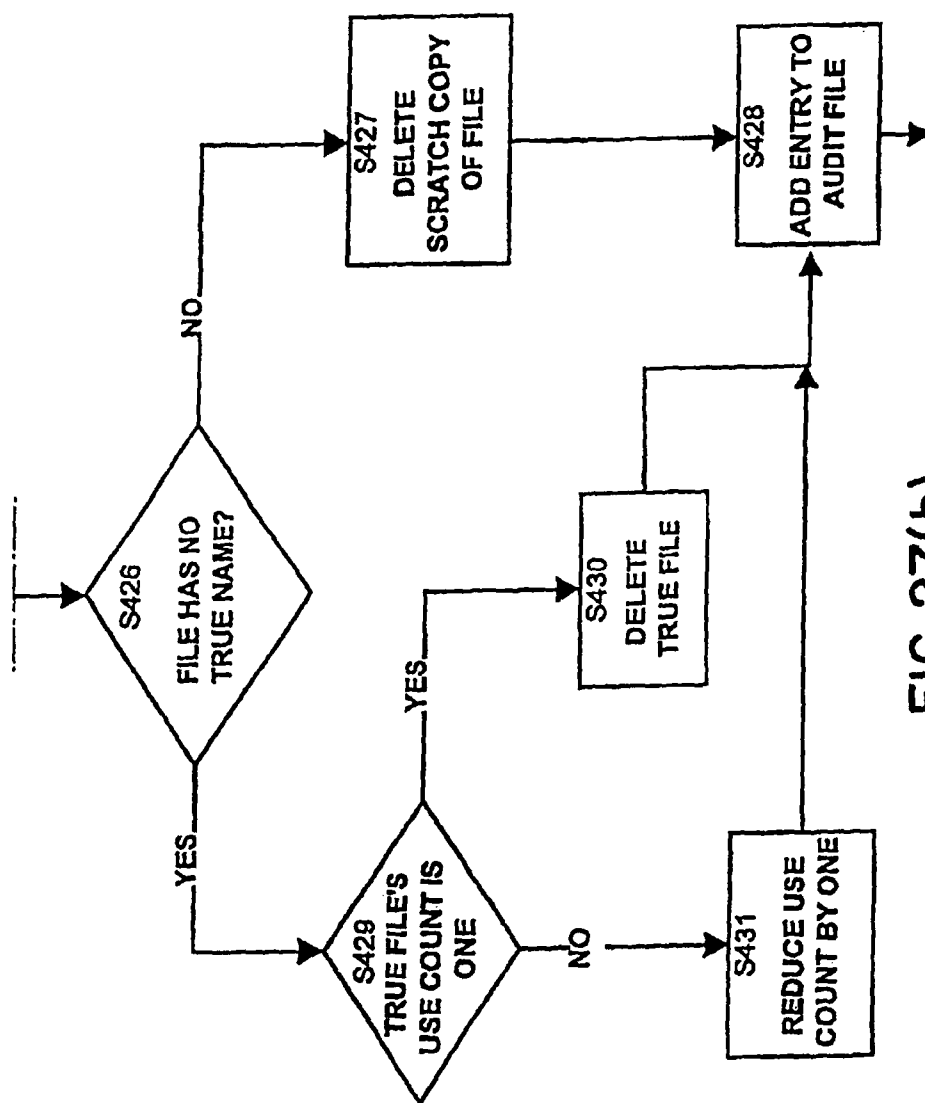 S426
FILE HAS NO
TRUE NAME?
NO
YES
S427
DELETE
SCRATCH COPY
OF FILE
S429
TRUE FILE'S
USE COUNT IS
ONE
YES
NO
S430
DELETE
TRUE FILE
S431
REDUCE USE
COUNT BY ONE
S428
ADD ENTRY TO
AUDIT FILE
FIG. 27(b)